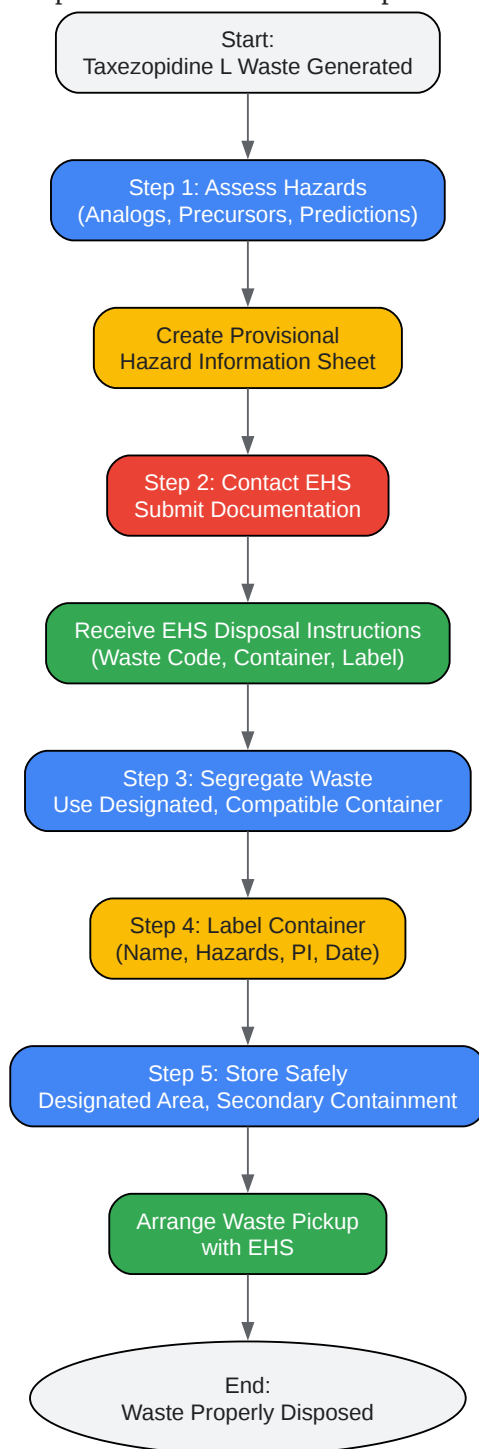 Start:
Taxezopidine L Waste Generated
Step 1: Assess Hazards
(Analogs, Precursors, Predictions)
Create Provisional
Hazard Information Sheet
Step 2: Contact EHS
Submit Documentation
Receive EHS Disposal Instructions
(Waste Code, Container, Label)
Step 3: Segregate Waste
Use Designated, Compatible Container
Step 4: Label Container
(Name, Hazards, PI, Date)
Step 5: Store Safely
Designated Area, Secondary Containment
Arrange Waste Pickup
with EHS
End:
Waste Properly Disposed